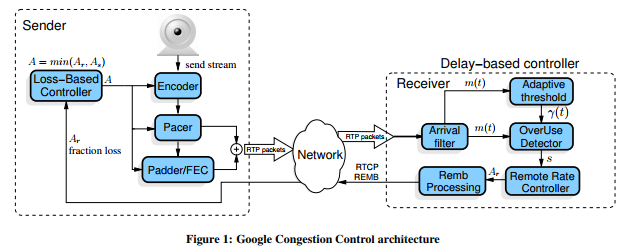 Sender
A = min(Ar, As)
send stream
Loss-Based
Controller
A
Encoder
Pacer
Ar
fraction loss
Padder/FEC
RTP packets
Network
RTP packets
RTCP
REMB
Delay-based controller
Receiver
m(t)
Adaptive
threshold
γ(t)
Arrival
filter
m(t)
OverUse
Detector
s
Remb
Processing
Ar
Remote Rate
Controller
Figure 1: Google Congestion Control architecture